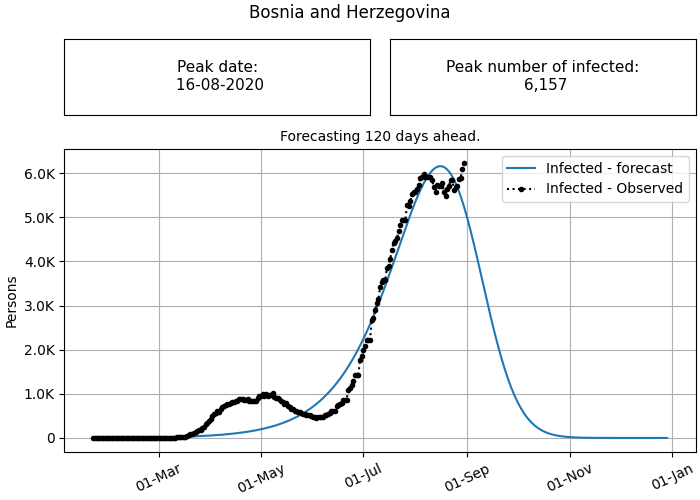 Bosnia and Herzegovina
Peak date:
16-08-2020
Peak number of infected:
6,157
Forecasting 120 days ahead.
Infected - forecast
Infected - Observed
Persons
6.0K
5.0K
4.0K
3.0K
2.0K
1.0K
0
01-Mar
01-May
01-Jul
01-Sep
01-Nov
01-Jan